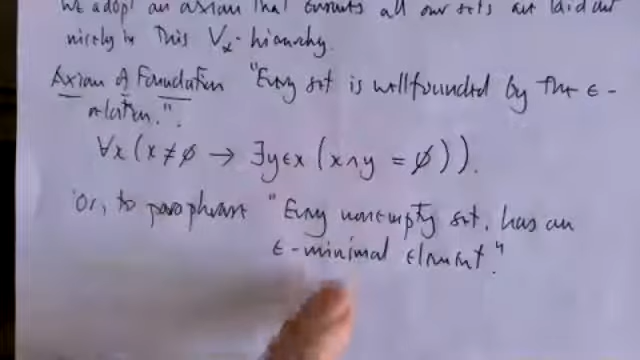 We adopt an axiom that ensures all our sets are laid out
nicely in this Vα-hierarchy.
Axiom of Foundation "Every set is wellfounded by the ∈-
relation.".
∀x(x≠∅ → ∃y∈x(x∩y = ∅)).
Or, to paraphrase "Every nonempty set, has an
∈-minimal element."